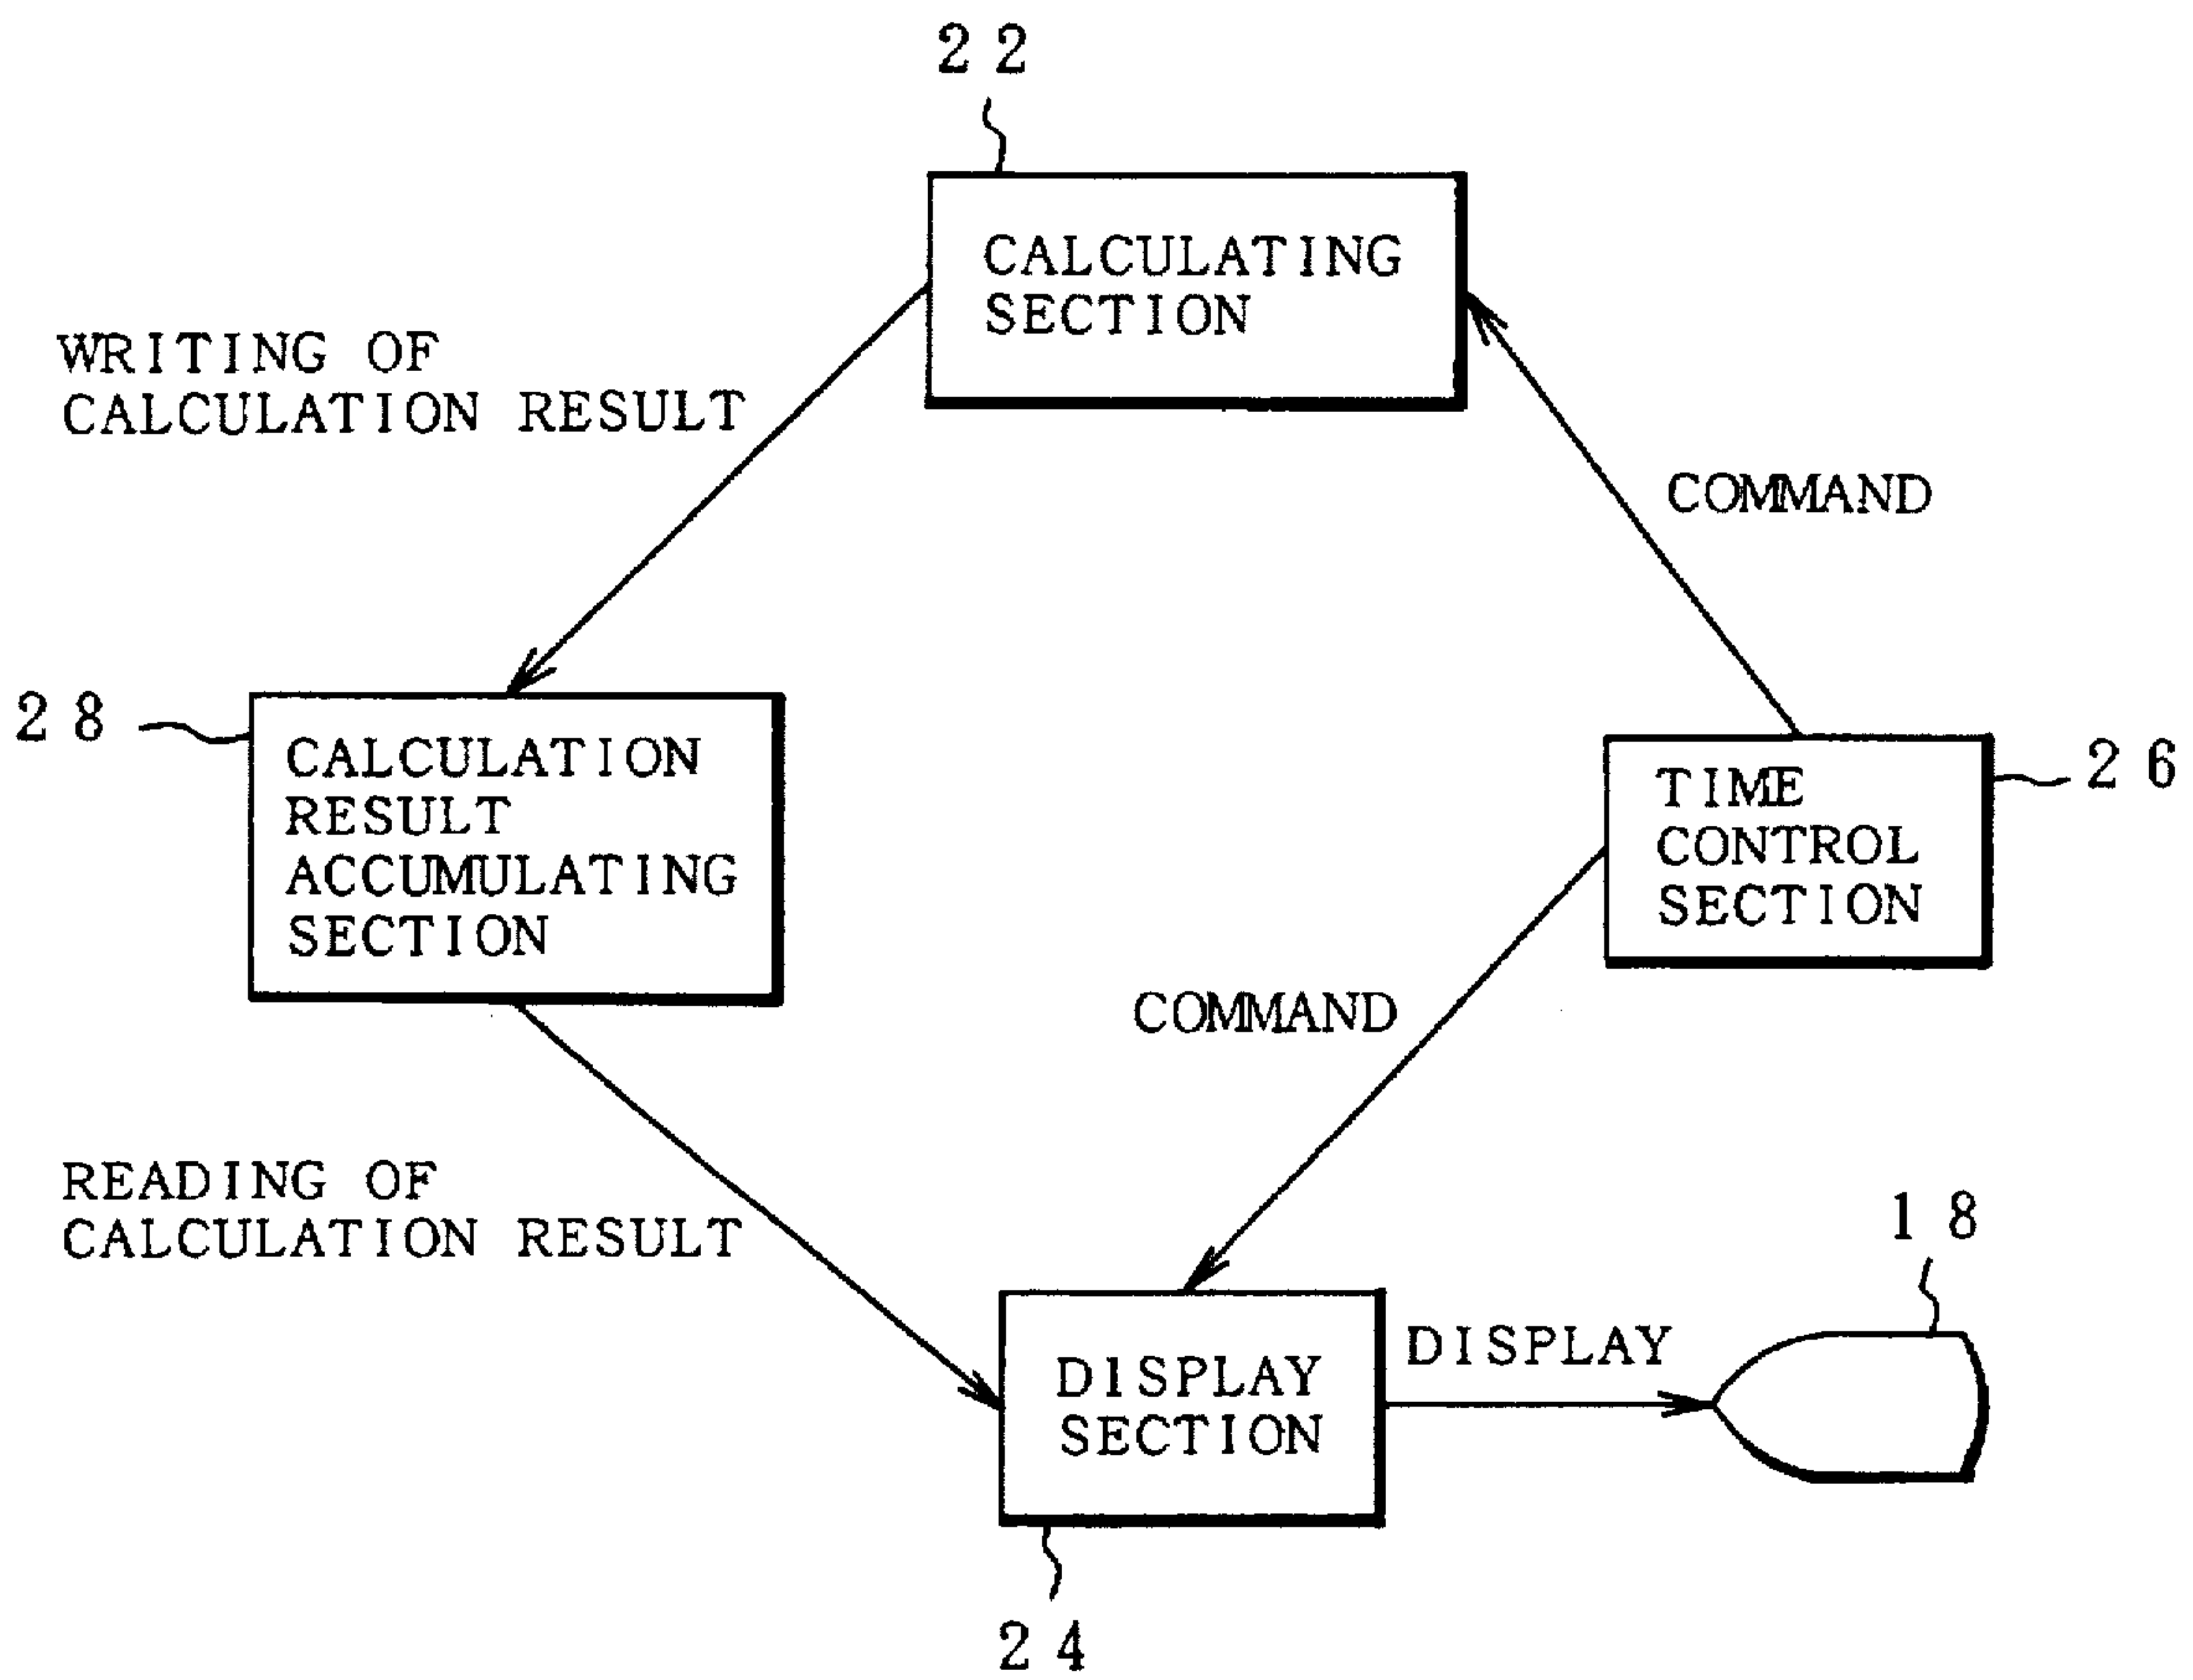 22
CALCULATING
SECTION
WRITING OF
CALCULATION RESULT
COMMAND
28
CALCULATION
RESULT
ACCUMULATING
SECTION
TIME
CONTROL
SECTION
26
COMMAND
READING OF
CALCULATION RESULT
18
DISPLAY
SECTION
DISPLAY
24